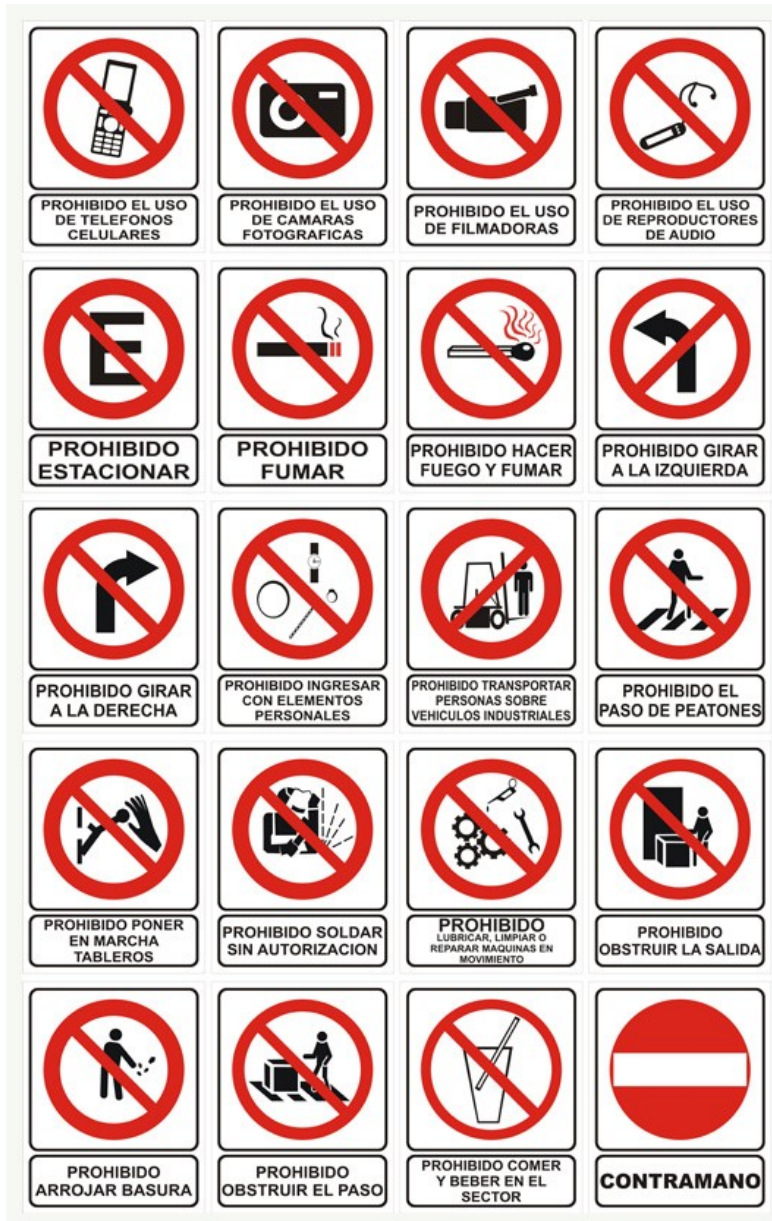 PROHIBIDO EL USO
DE TELEFONOS
CELULARES
PROHIBIDO EL USO
DE CAMARAS
FOTOGRAFICAS
PROHIBIDO EL USO
DE FILMADORAS
PROHIBIDO EL USO
DE REPRODUCTORES
DE AUDIO
E
PROHIBIDO
ESTACIONAR
PROHIBIDO
FUMAR
PROHIBIDO HACER
FUEGO Y FUMAR
PROHIBIDO GIRAR
A LA IZQUIERDA
PROHIBIDO GIRAR
A LA DERECHA
PROHIBIDO INGRESAR
CON ELEMENTOS
PERSONALES
PROHIBIDO TRANSPORTAR
PERSONAS SOBRE
VEHICULOS INDUSTRIALES
PROHIBIDO EL
PASO DE PEATONES
PROHIBIDO PONER
EN MARCHA
TABLEROS
PROHIBIDO SOLDAR
SIN AUTORIZACION
PROHIBIDO
LUBRICAR, LIMPIAR O
REPARAR MAQUINAS EN
MOVIMIENTO
PROHIBIDO
OBSTRUIR LA SALIDA
PROHIBIDO
ARROJAR BASURA
PROHIBIDO
OBSTRUIR EL PASO
PROHIBIDO COMER
Y BEBER EN EL
SECTOR
CONTRAMANO